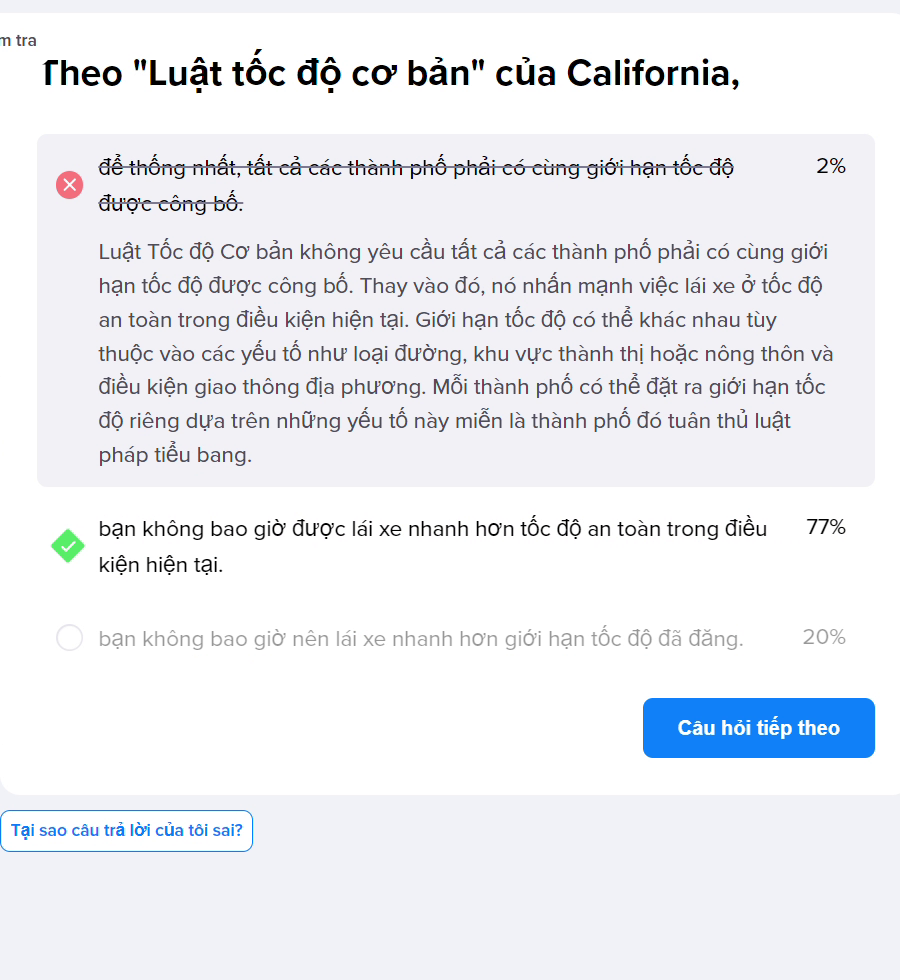 m tra
Theo "Luật tốc độ cơ bản" của California,
để thống nhất, tất cả các thành phố phải có cùng giới hạn tốc độ 2%
được công bố.
Luật Tốc độ Cơ bản không yêu cầu tất cả các thành phố phải có cùng giới
hạn tốc độ được công bố. Thay vào đó, nó nhấn mạnh việc lái xe ở tốc độ
an toàn trong điều kiện hiện tại. Giới hạn tốc độ có thể khác nhau tùy
thuộc vào các yếu tố như loại đường, khu vực thành thị hoặc nông thôn và
điều kiện giao thông địa phương. Mỗi thành phố có thể đặt ra giới hạn tốc
độ riêng dựa trên những yếu tố này miễn là thành phố đó tuân thủ luật
pháp tiểu bang.
bạn không bao giờ được lái xe nhanh hơn tốc độ an toàn trong điều 77%
kiện hiện tại.
bạn không bao giờ nên lái xe nhanh hơn giới hạn tốc độ đã đăng. 20%
Câu hỏi tiếp theo
Tại sao câu trả lời của tôi sai?